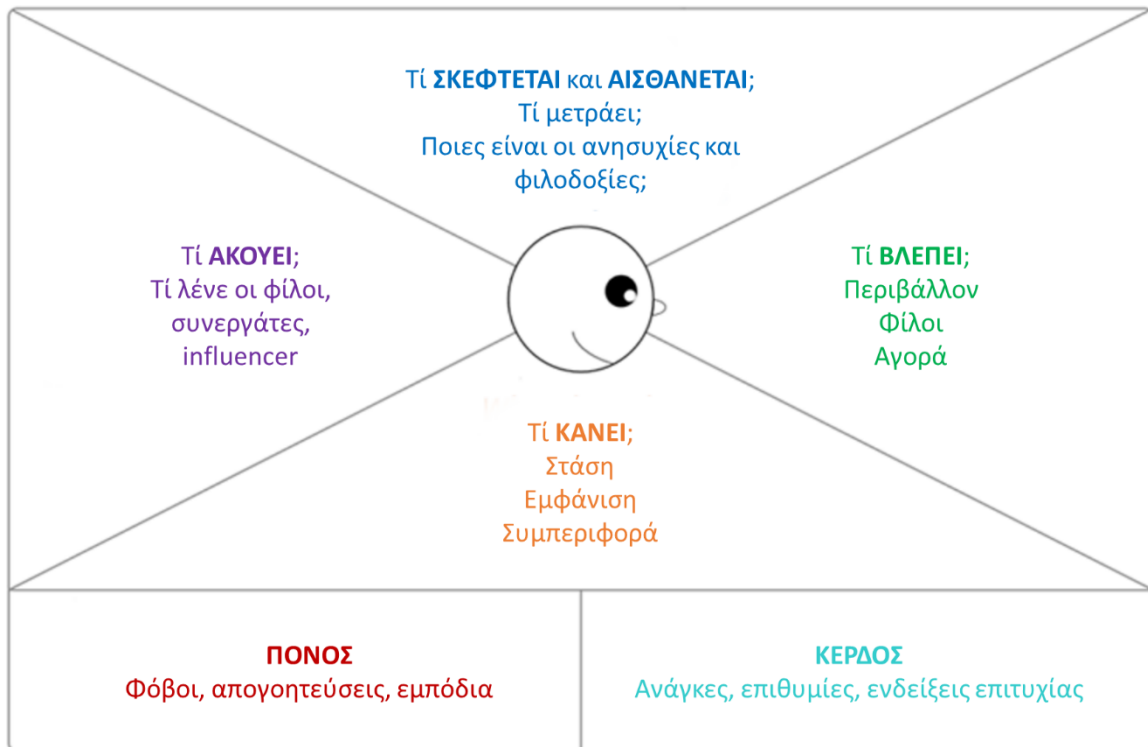 Τί ΣΚΕΦΤΕΤΑΙ και ΑΙΣΘΑΝΕΤΑΙ;
Τί μετράει;
Ποιες είναι οι ανησυχίες και
φιλοδοξίες;
Τί ΑΚΟΥΕΙ;
Τί λένε οι φίλοι,
συνεργάτες,
influencer
Τί ΒΛΕΠΕΙ;
Περιβάλλον
Φίλοι
Αγορά
Τί ΚΑΝΕΙ;
Στάση
Εμφάνιση
Συμπεριφορά
ΠΟΝΟΣ
Φόβοι, απογοητεύσεις, εμπόδια
ΚΕΡΔΟΣ
Ανάγκες, επιθυμίες, ενδείξεις επιτυχίας